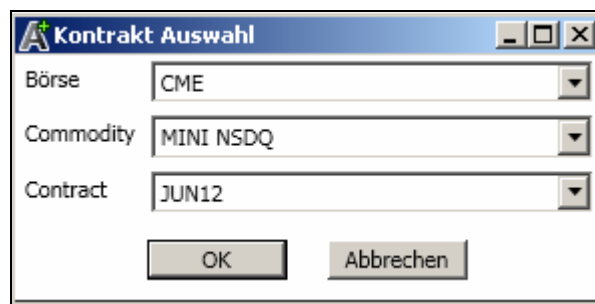 Kontrakt Auswahl
Börse CME
Commodity MINI NSDQ
Contract JUN12
OK Abbrechen